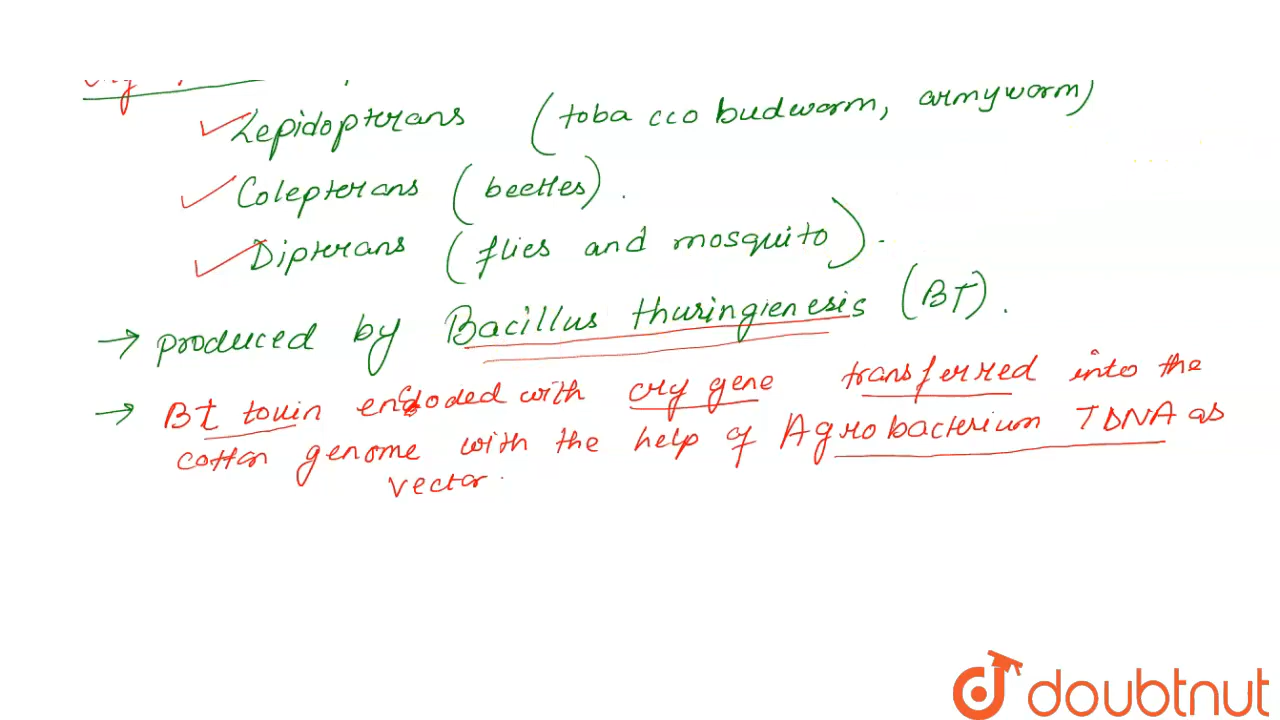 Lepidopterans (tobacco budworm, armyworm)
Colepterans (beetles).
Dipterans (flies and mosquito).
→ produced by Bacillus thuringienesis (BT).
→ Bt toxin encoded with cry gene transferred into the
cotton genome with the help of Agrobacterium TDNA as
vector.
doubtnut